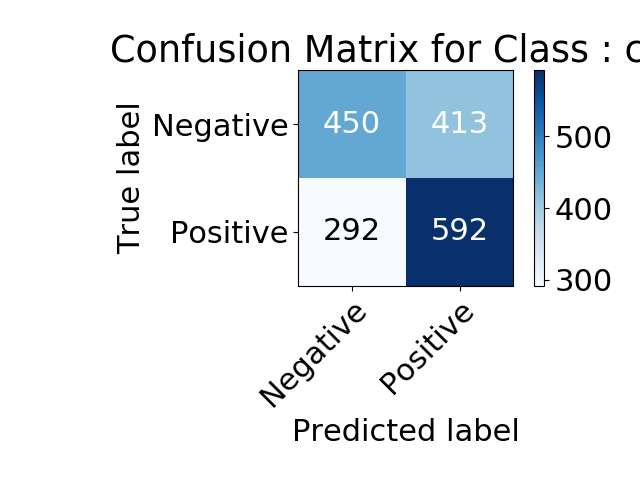 Confusion Matrix for Class : c
True label
Negative 450 413
Positive 292 592
500
400
300
Negative Positive
Predicted label